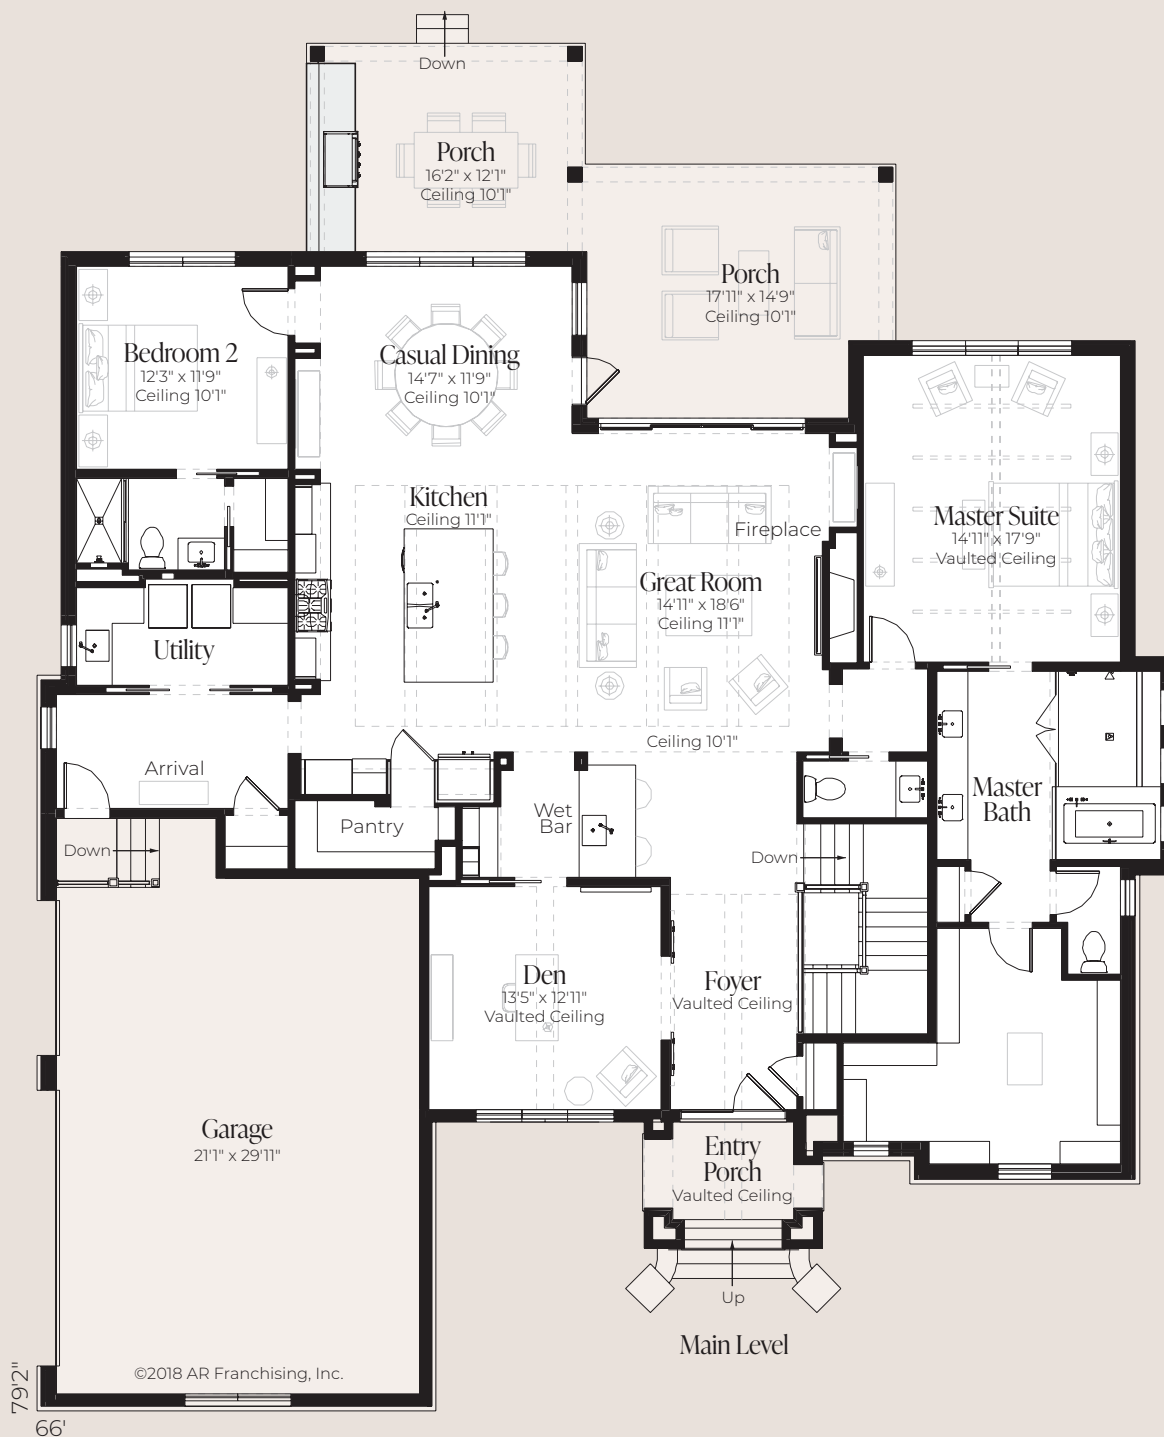 Down
Porch
16'2" x 12'1"
Ceiling 10'1"
Porch
17'11" x 14'9"
Ceiling 10'1"
Bedroom 2
12'3" x 11'9"
Ceiling 10'1"
Casual Dining
14'7" x 11'9"
Ceiling 10'1"
Kitchen
Ceiling 11'1"
Fireplace
Master Suite
14'11" x 17'9"
Vaulted Ceiling
Great Room
14'11" x 18'6"
Ceiling 11'1"
Utility
Ceiling 10'1"
Arrival
Master
Bath
Wet
Bar
Pantry
Down
Down
Den
13'5" x 12'11"
Vaulted Ceiling
Foyer
Vaulted Ceiling
Garage
21'1" x 29'11"
Entry
Porch
Vaulted Ceiling
Up
Main Level
©2018 AR Franchising, Inc.
79'2"
66'